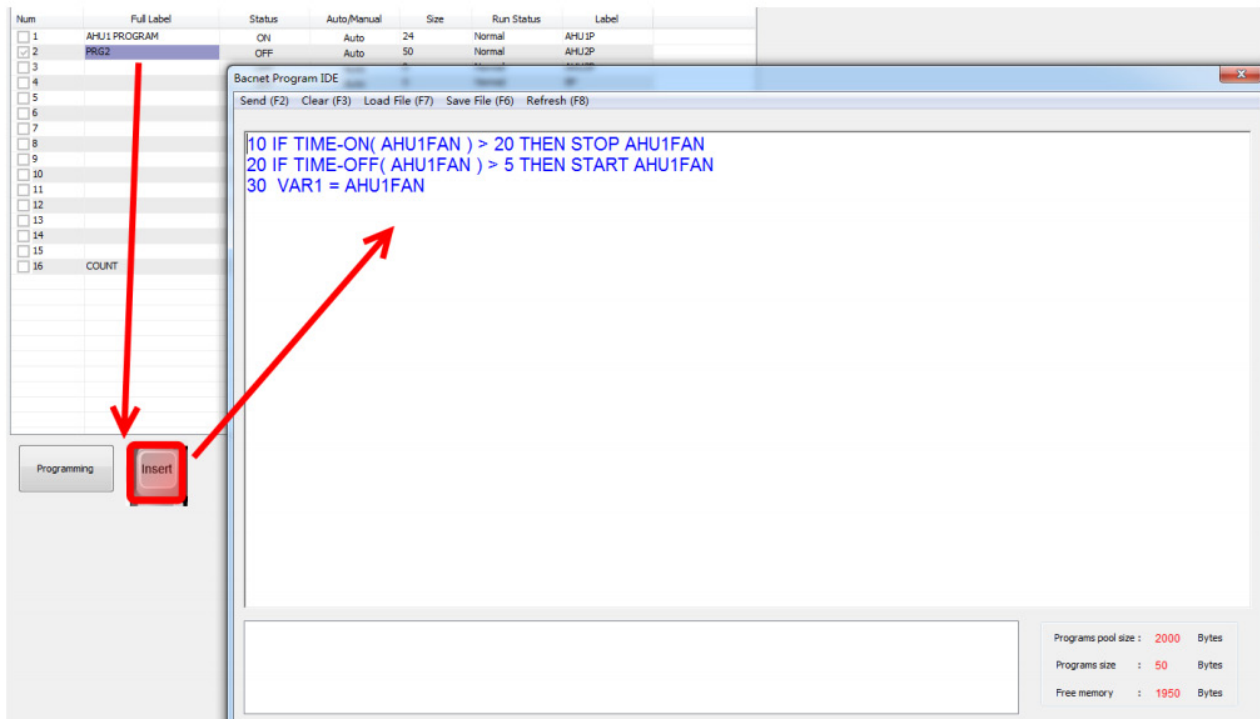 Num Full Label Status Auto/Manual Size Run Status Label
1 AHU1 PROGRAM ON Auto 24 Normal AHU1P
2 PRG2 OFF Auto 50 Normal AHU2P
3
4
5
6
7
8
9
10
11
12
13
14
15
16 COUNT
Programming
Insert
Bacnet Program IDE
Send (F2) Clear (F3) Load File (F7) Save File (F6) Refresh (F8)
10 IF TIME-ON( AHU1FAN ) > 20 THEN STOP AHU1FAN
20 IF TIME-OFF( AHU1FAN ) > 5 THEN START AHU1FAN
30 VAR1 = AHU1FAN
Programs pool size : 2000 Bytes
Programs size : 50 Bytes
Free memory : 1950 Bytes